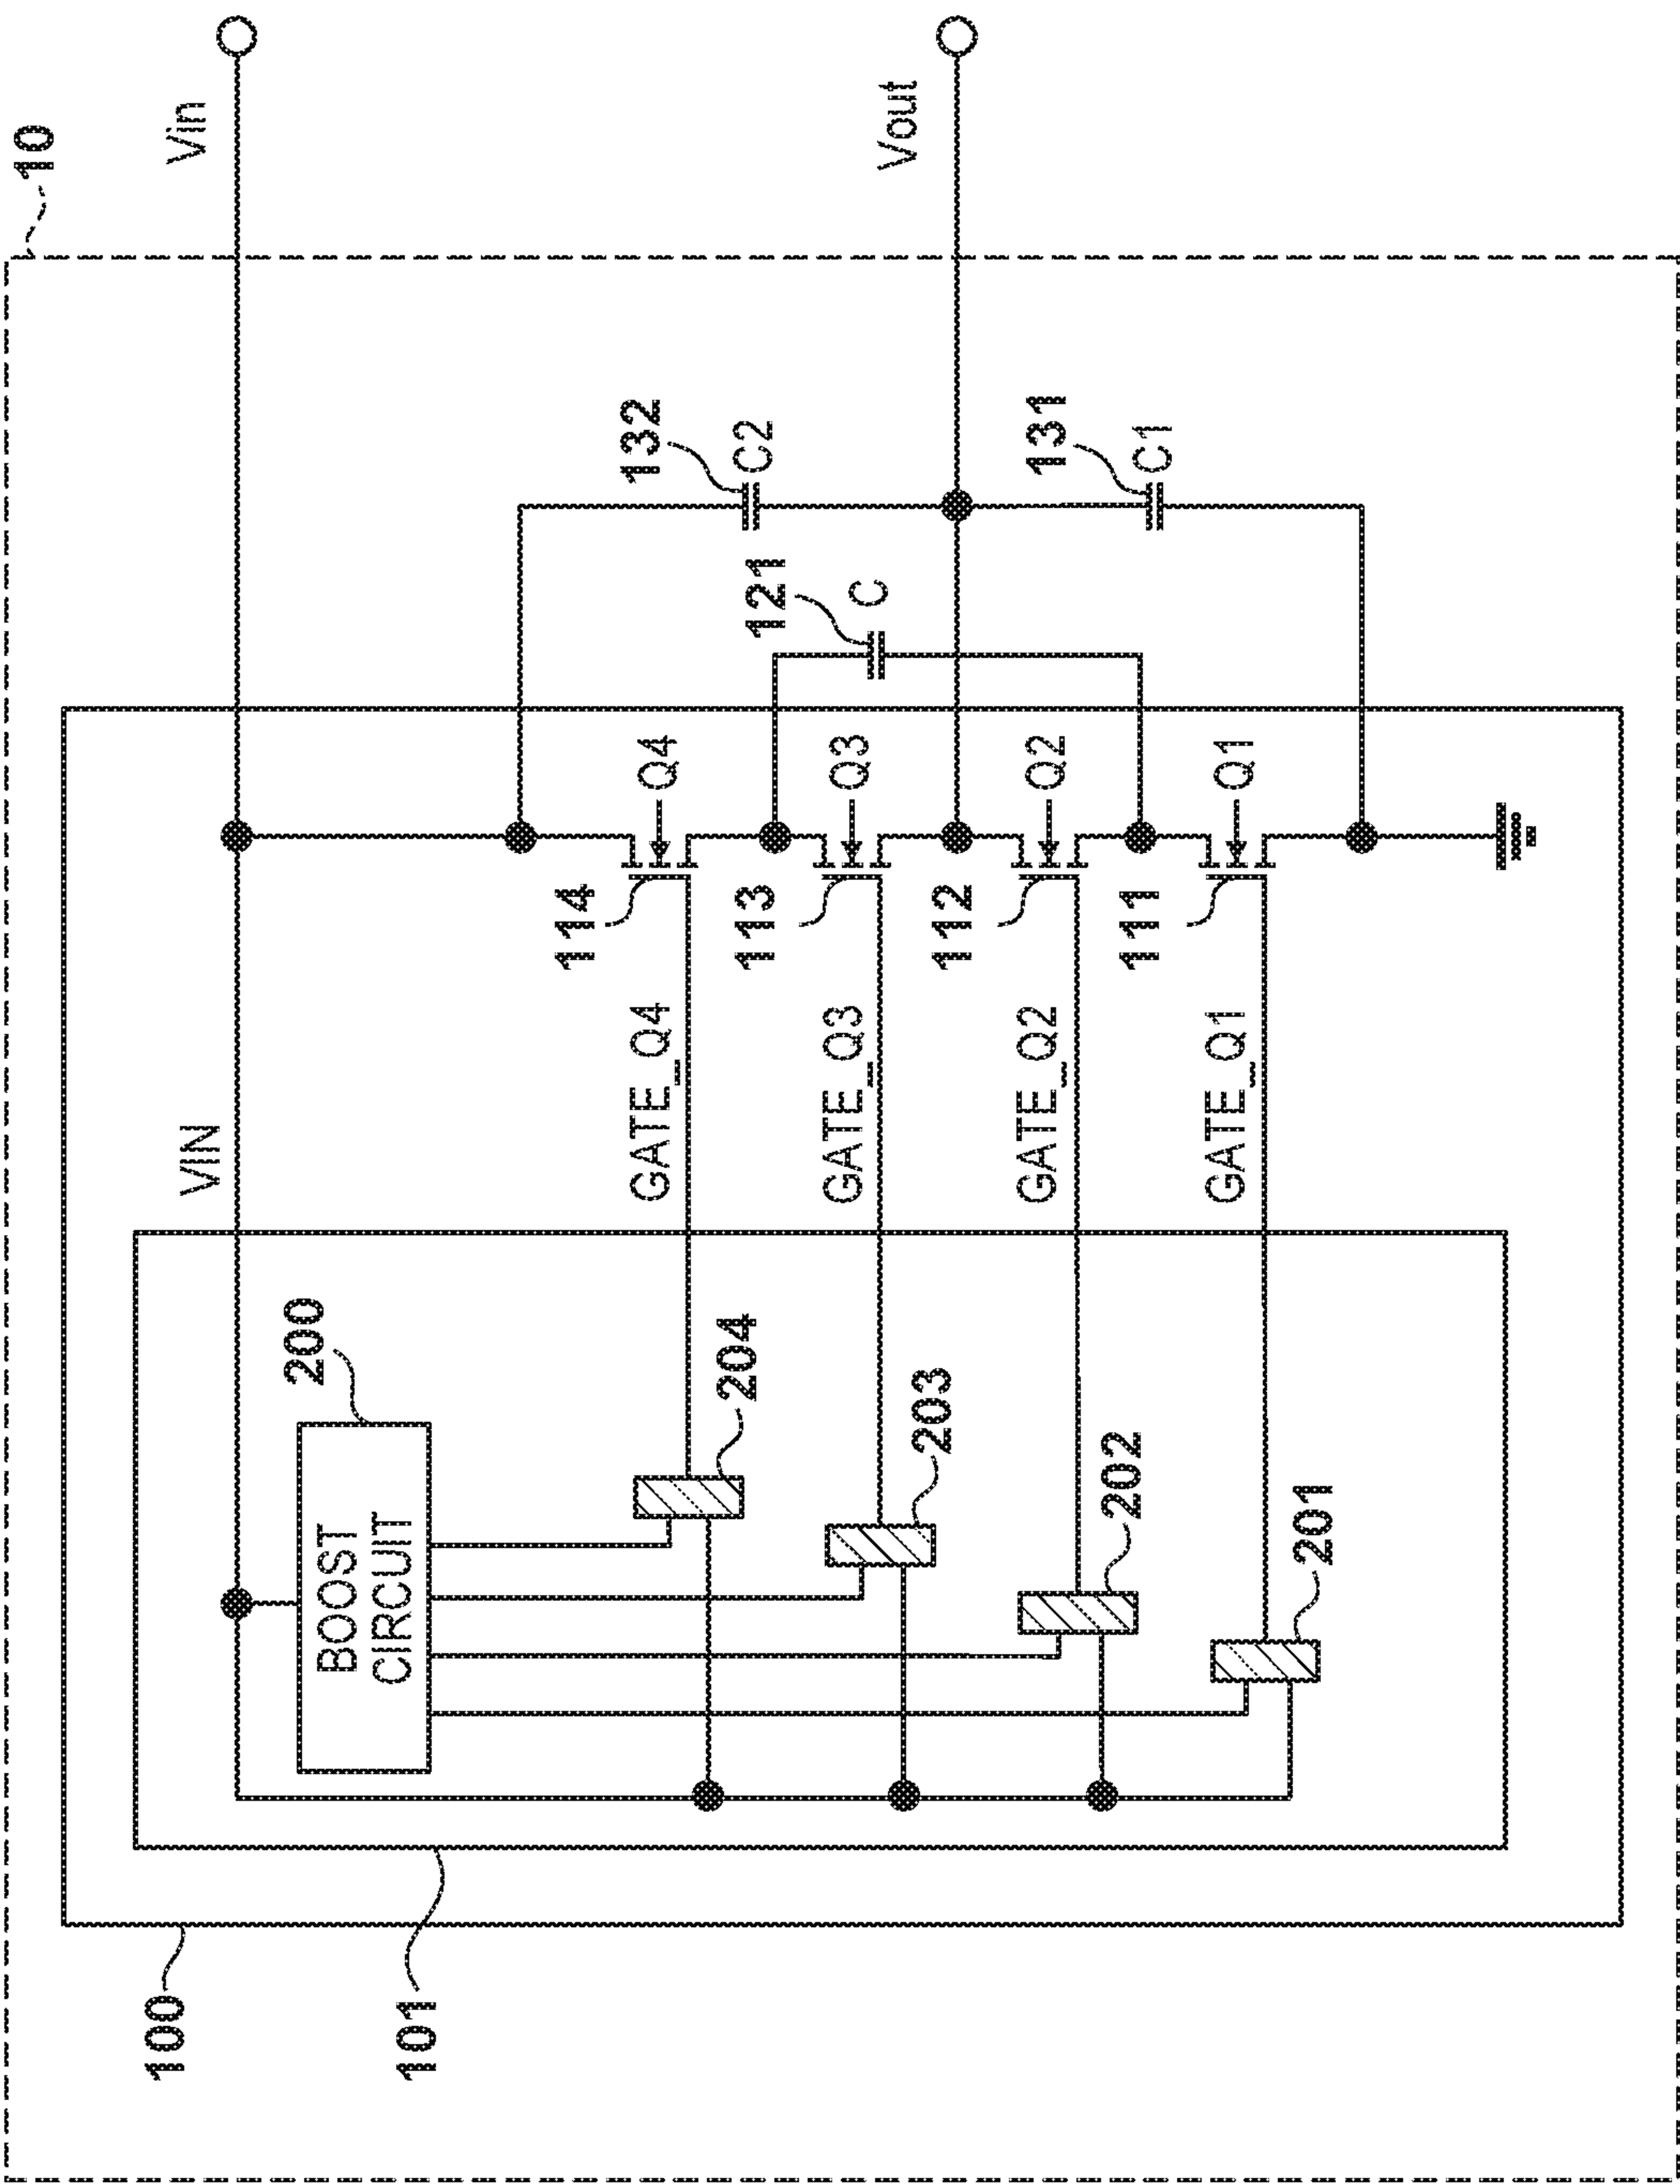 10
Vin
Vout
132
C2
131
C1
121
C
Q4
Q3
Q2
Q1
114
113
112
111
VIN
GATE_Q4
GATE_Q3
GATE_Q2
GATE_Q1
200
BOOST
CIRCUIT
204
203
202
201
100
101